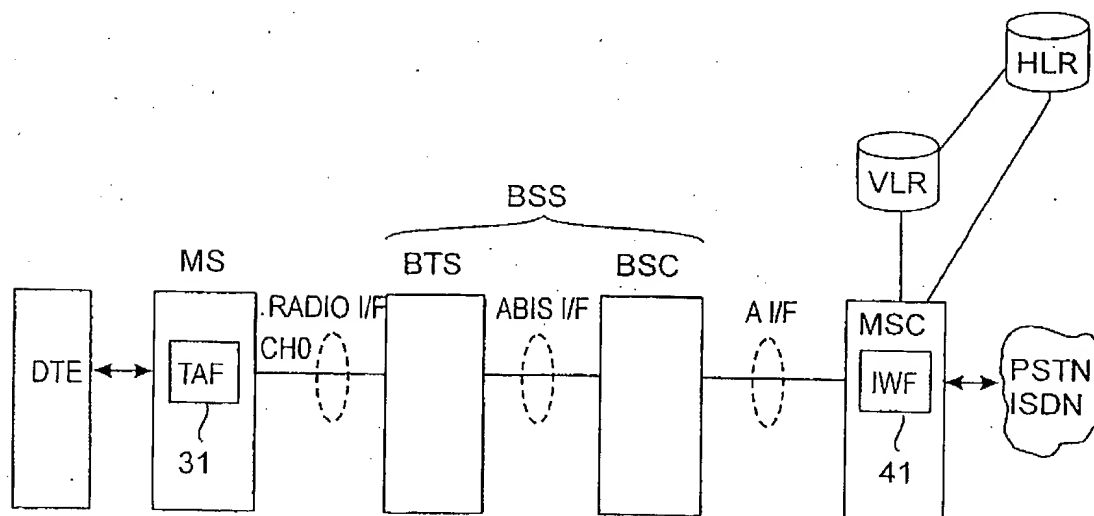 HLR
VLR
BSS
MS
BTS
BSC
.RADIO I/F
CH0
ABIS I/F
A I/F
MSC
DTE
TAF
IWF
PSTN
ISDN
31
41